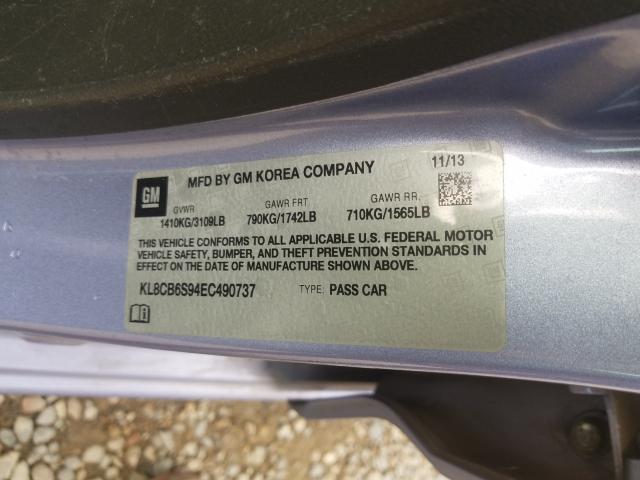 MFD BY GM KOREA COMPANY 11/13
GM
GVWR GAWR FRT GAWR RR.
1410KG/3109LB 790KG/1742LB 710KG/1565LB
THIS VEHICLE CONFORMS TO ALL APPLICABLE U.S. FEDERAL MOTOR
VEHICLE SAFETY, BUMPER, AND THEFT PREVENTION STANDARDS IN
EFFECT ON THE DATE OF MANUFACTURE SHOWN ABOVE.
KL8CB6S94EC490737 TYPE: PASS CAR